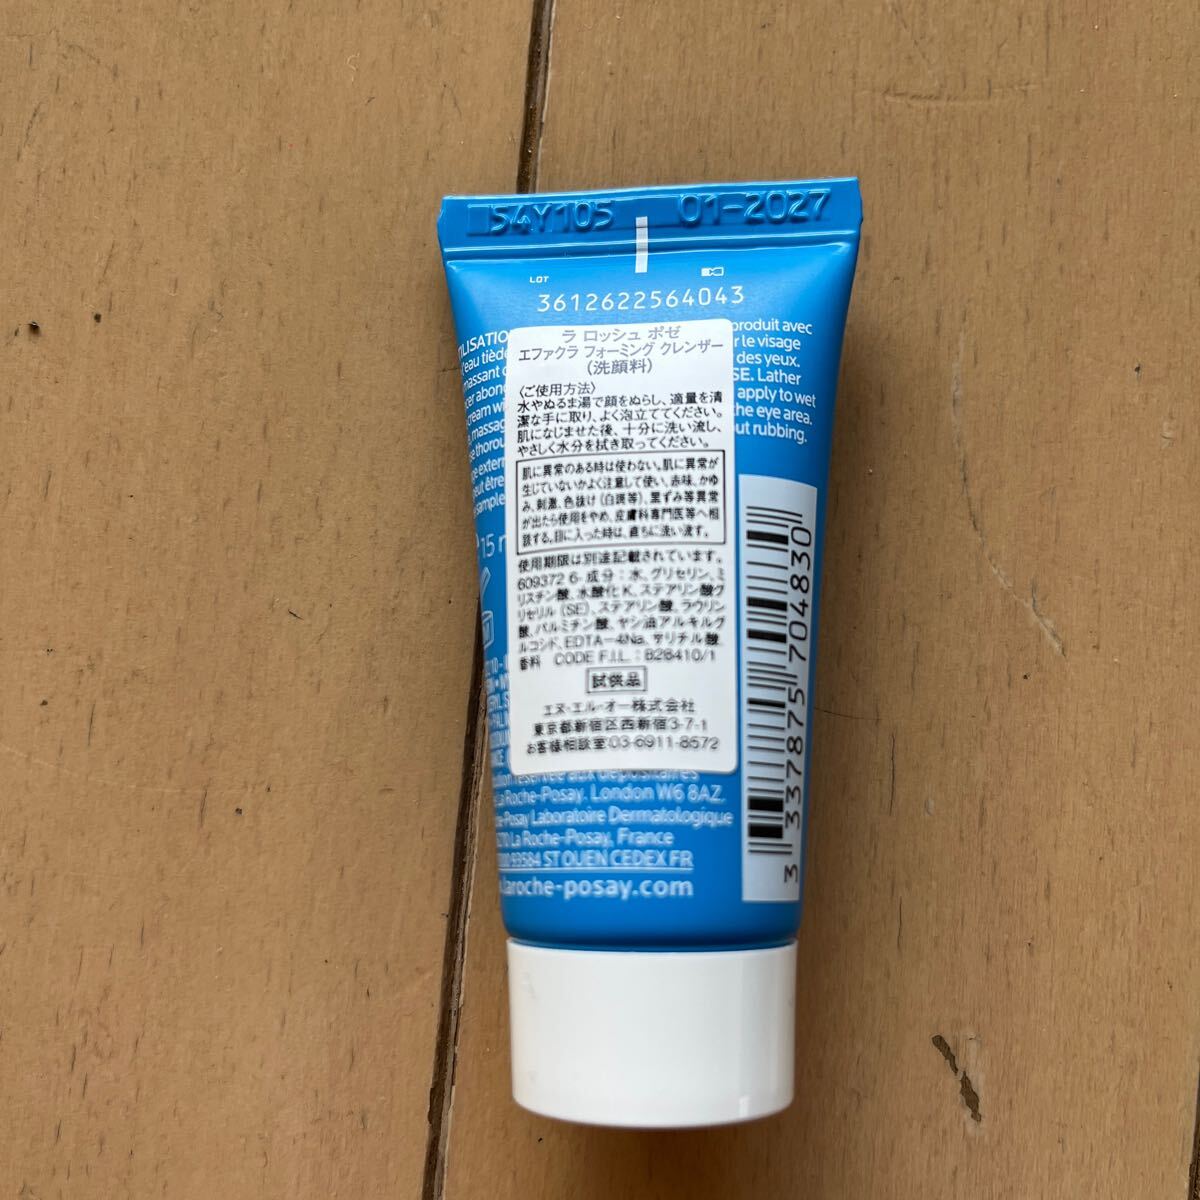 54Y105 01-2027
LOT
3612622564043
ラ ロッシュ ポゼ
エファクラ フォーミング クレンザー
(洗顔料)
〈ご使用方法〉
水やぬるま湯で顔をぬらし、適量を清
潔な手に取り、よく泡立ててください。
肌になじませた後、十分に洗い流し、
やさしく水分を拭き取ってください。
肌に異常のある時は使わない。肌に異常が
生じていないかよく注意して使い、赤味、かゆ
み、刺激、色抜け(白斑等)、黒ずみ等異常
が出たら使用をやめ、皮膚科専門医等へ相
談する。目に入った時は、直ちに洗い流す。
使用期限は別途記載されています。
609372 6- 成分：水、グリセリン、ミ
リスチン酸、水酸化K、ステアリン酸グ
リセリル(SE)、ステアリン酸、ラウリン
酸、パルミチン酸、ヤシ油アルキルグ
ルコシド、EDTA-4Na、サリチル酸、
香料 CODE F.I.L.：B28410/1
試供品
エヌ・エル・オー株式会社
東京都新宿区西新宿3-7-1
お客様相談室:03-6911-8572
produit avec
le visage
des yeux.
Lather
apply to wet
the eye area.
rubbing.
massant
15
La Roche-Posay. London W6 8AZ.
Laboratoire Dermatologique
La Roche-Posay, France
93584 ST OUEN CEDEX FR
laroche-posay.com
3 337875 704830